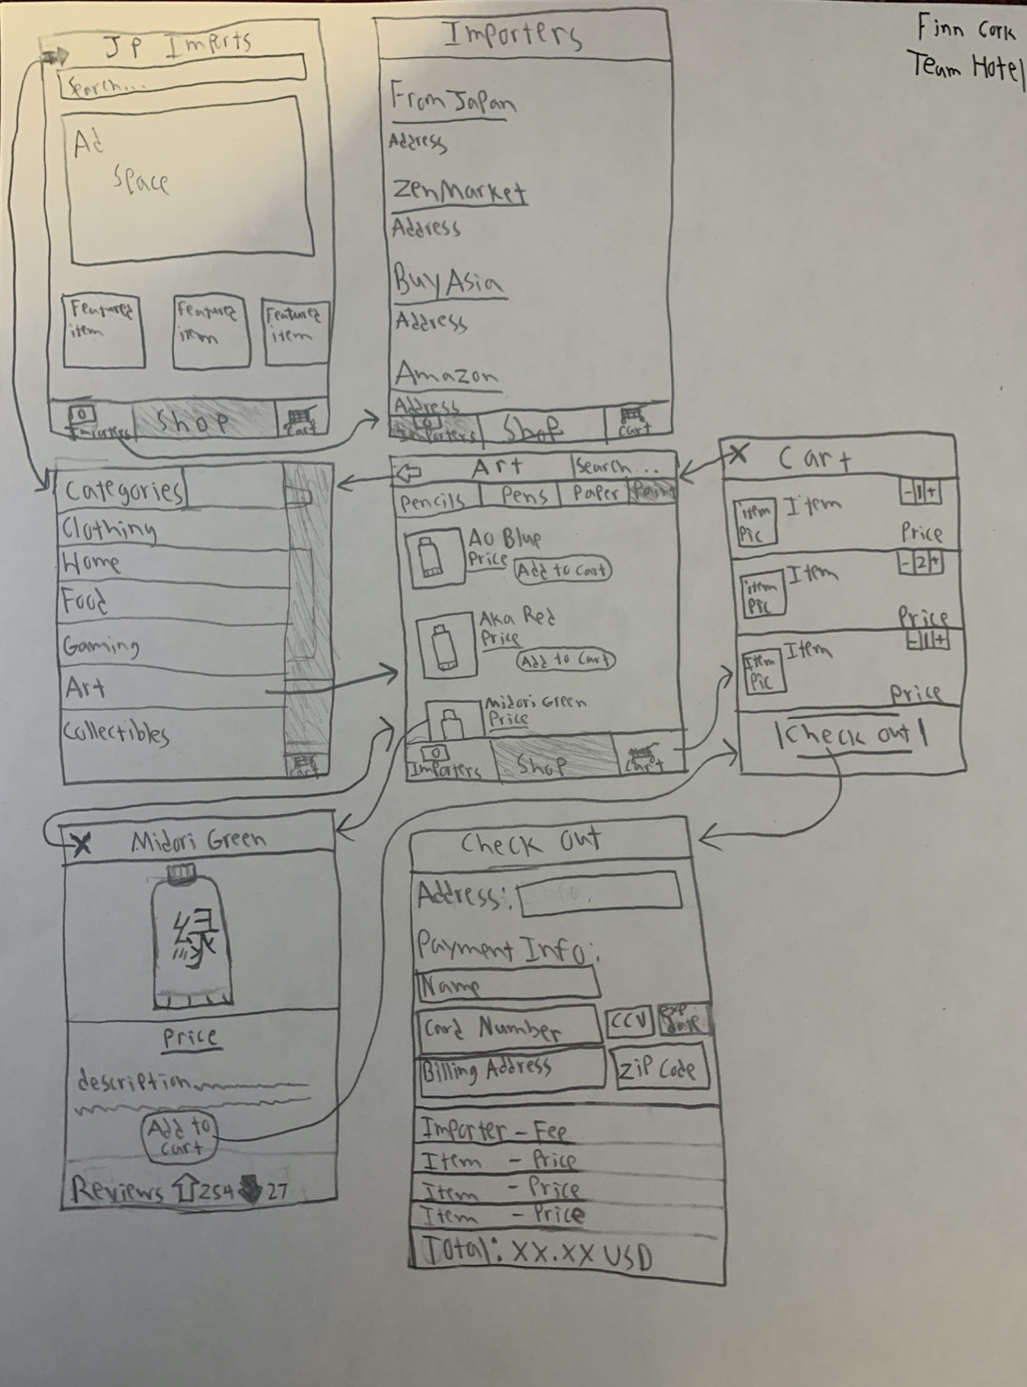 Finn Cork
Team Hotel
JP Imports
Search...
Ad
Space
Featured
item
Featured
item
Featured
item
Importers
Shop
Cart
Importers
From Japan
Address
ZenMarket
Address
Buy Asia
Address
Amazon
Address
Importers
Shop
Cart
Categories
Clothing
Home
Food
Gaming
Art
Collectibles
Cart
Art
Search...
Pencils
Pens
Paper
Paint
Ao Blue
Price
Add to Cart
Aka Red
Price
Add to Cart
Midori Green
Price
Importers
Shop
Cart
X Cart
item
Pic
Item
-1+
Price
item
Pic
Item
-2+
Price
Item
Pic
Item
-1+
Price
Check out
X Midori Green
緑
Price
description
Add to
cart
Reviews 254 27
Check Out
Address:
Payment Info:
Name
Card Number
CCV
exp
date
Billing Address
Zip Code
Importer - Fee
Item - Price
Item - Price
Item - Price
Total: XX.XX USD